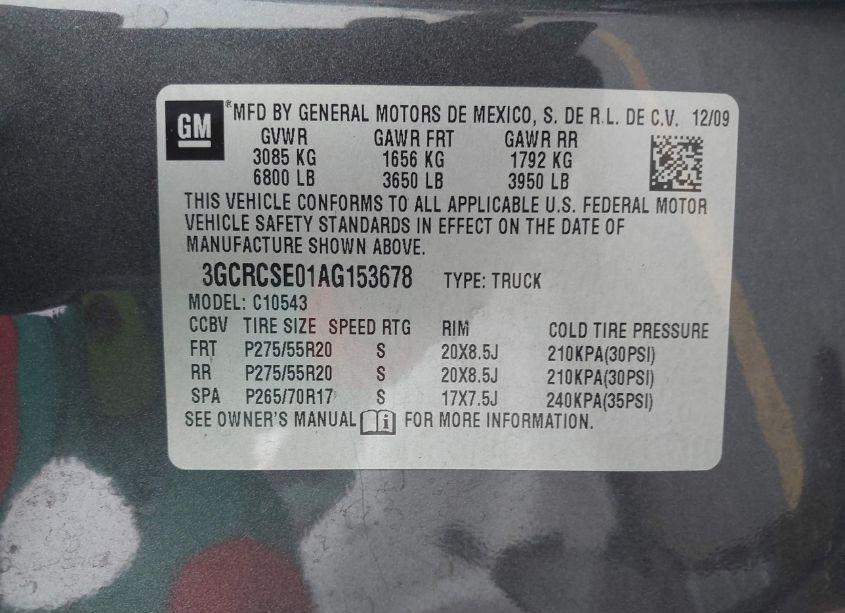 GM ®MFD BY GENERAL MOTORS DE MEXICO, S. DE R.L. DE C.V. 12/09
GVWR GAWR FRT GAWR RR
3085 KG 1656 KG 1792 KG
6800 LB 3650 LB 3950 LB
THIS VEHICLE CONFORMS TO ALL APPLICABLE U.S. FEDERAL MOTOR
VEHICLE SAFETY STANDARDS IN EFFECT ON THE DATE OF
MANUFACTURE SHOWN ABOVE.
3GCRCSE01AG153678 TYPE: TRUCK
MODEL: C10543
CCBV TIRE SIZE SPEED RTG RIM COLD TIRE PRESSURE
FRT P275/55R20 S 20X8.5J 210KPA(30PSI)
RR P275/55R20 S 20X8.5J 210KPA(30PSI)
SPA P265/70R17 S 17X7.5J 240KPA(35PSI)
SEE OWNER'S MANUAL i FOR MORE INFORMATION.